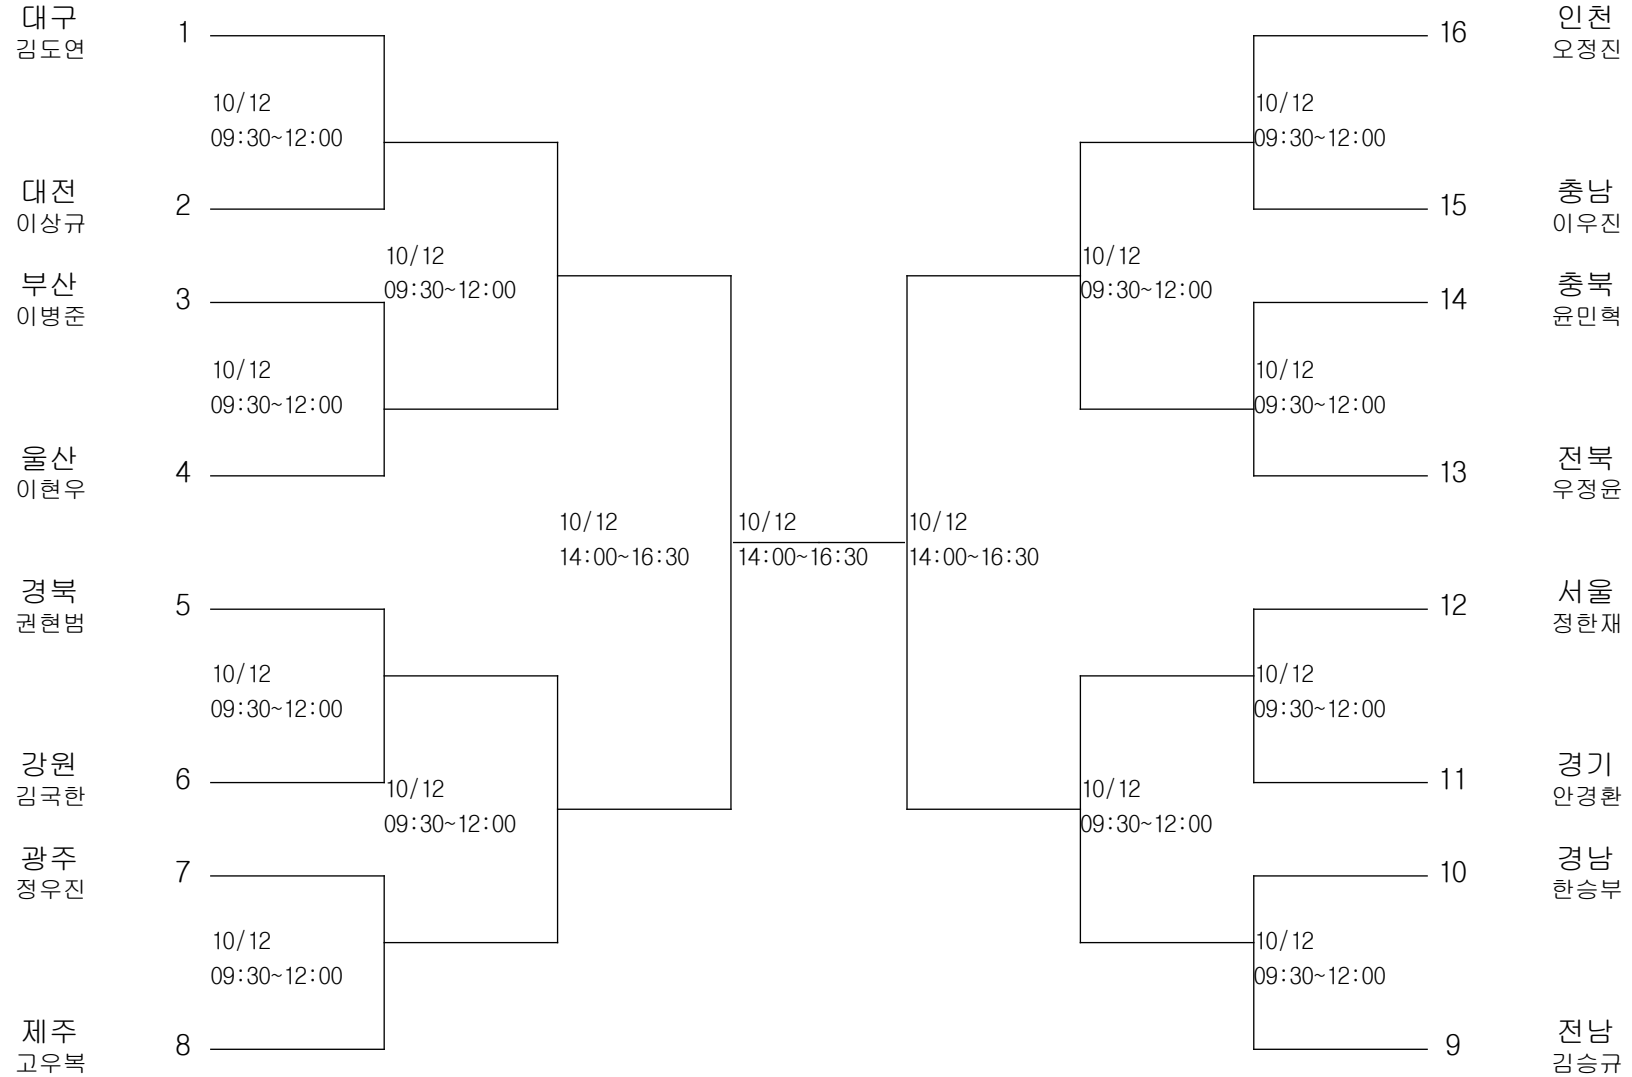 대구
김도연
1
10/12
09:30~12:00
대전
이상규
2
10/12
09:30~12:00
부산
이병준
3
10/12
09:30~12:00
울산
이현우
4
10/12
14:00~16:30
경북
권현범
5
10/12
09:30~12:00
강원
김국한
6
10/12
09:30~12:00
광주
정우진
7
10/12
09:30~12:00
제주
고우복
8
10/12
14:00~16:30
인천
오정진
16
10/12
09:30~12:00
충남
이우진
15
10/12
09:30~12:00
충북
윤민혁
14
10/12
09:30~12:00
전북
우정윤
13
10/12
14:00~16:30
서울
정한재
12
10/12
09:30~12:00
경기
안경환
11
10/12
09:30~12:00
경남
한승부
10
10/12
09:30~12:00
전남
김승규
9